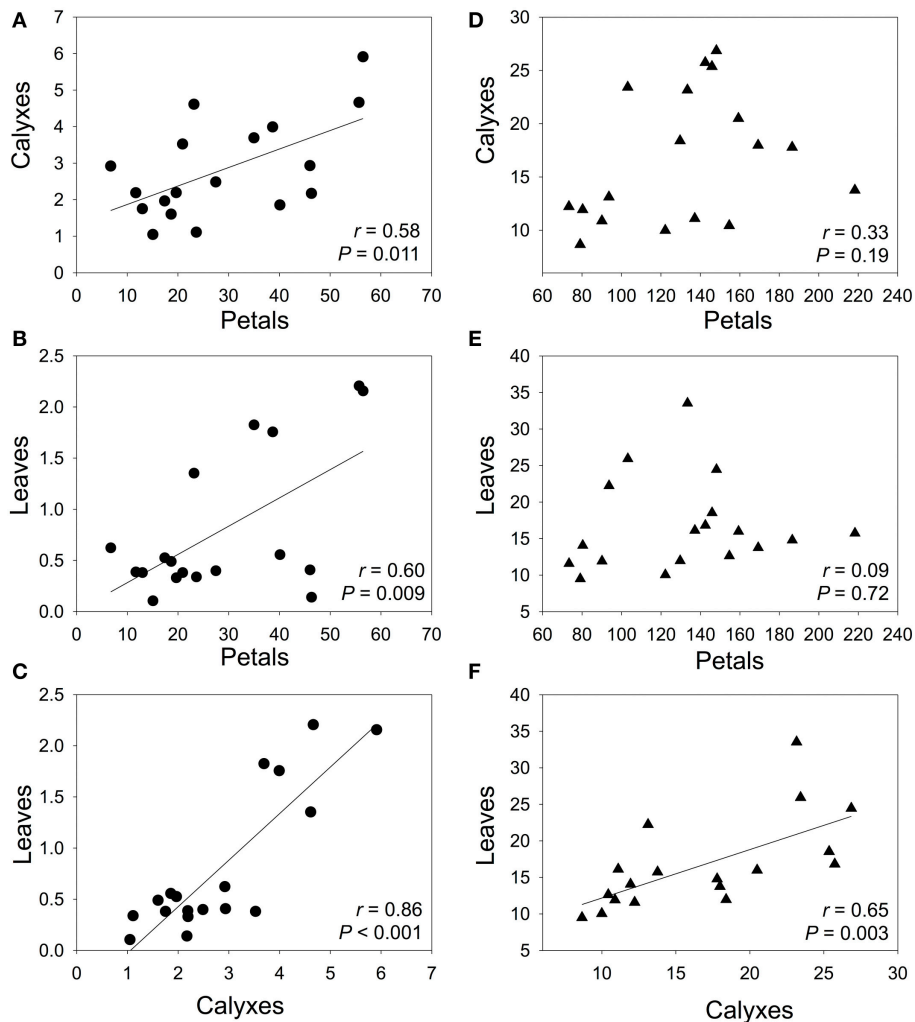 A
7
6
5
4
3
2
1
0
Calyxes
0 10 20 30 40 50 60 70
Petals
r = 0.58
P = 0.011
D
30
25
20
15
10
Calyxes
60 80 100 120 140 160 180 200 220 240
Petals
r = 0.33
P = 0.19
B
2.5
2.0
1.5
1.0
0.5
0.0
Leaves
0 10 20 30 40 50 60 70
Petals
r = 0.60
P = 0.009
E
40
35
30
25
20
15
10
5
Leaves
60 80 100 120 140 160 180 200 220 240
Petals
r = 0.09
P = 0.72
C
2.5
2.0
1.5
1.0
0.5
0.0
Leaves
0 1 2 3 4 5 6 7
Calyxes
r = 0.86
P < 0.001
F
40
35
30
25
20
15
10
5
Leaves
10 15 20 25 30
Calyxes
r = 0.65
P = 0.003